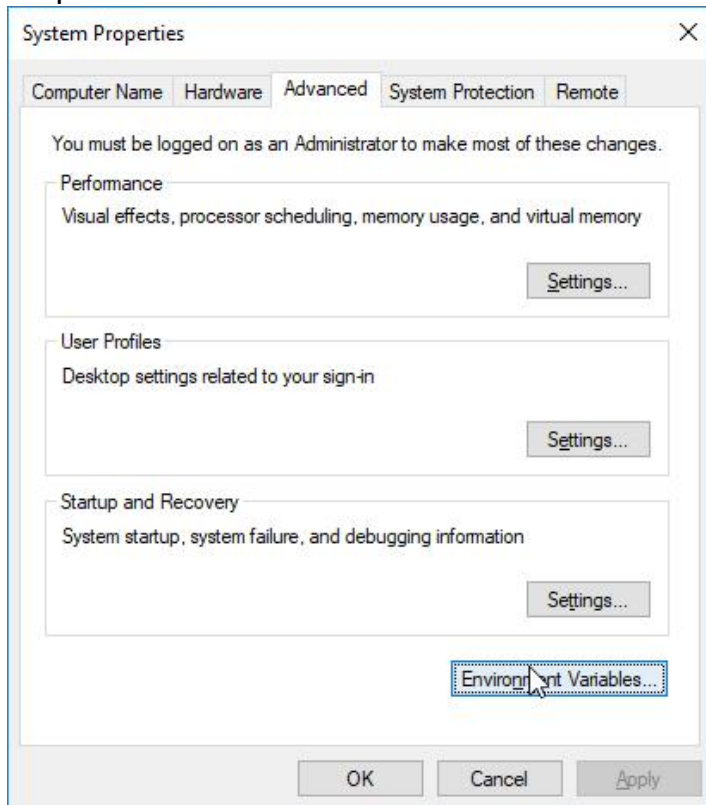 System Properties
Computer Name Hardware Advanced System Protection Remote
You must be logged on as an Administrator to make most of these changes.
Performance
Visual effects, processor scheduling, memory usage, and virtual memory
Settings...
User Profiles
Desktop settings related to your sign-in
Settings...
Startup and Recovery
System startup, system failure, and debugging information
Settings...
Environment Variables...
OK Cancel Apply